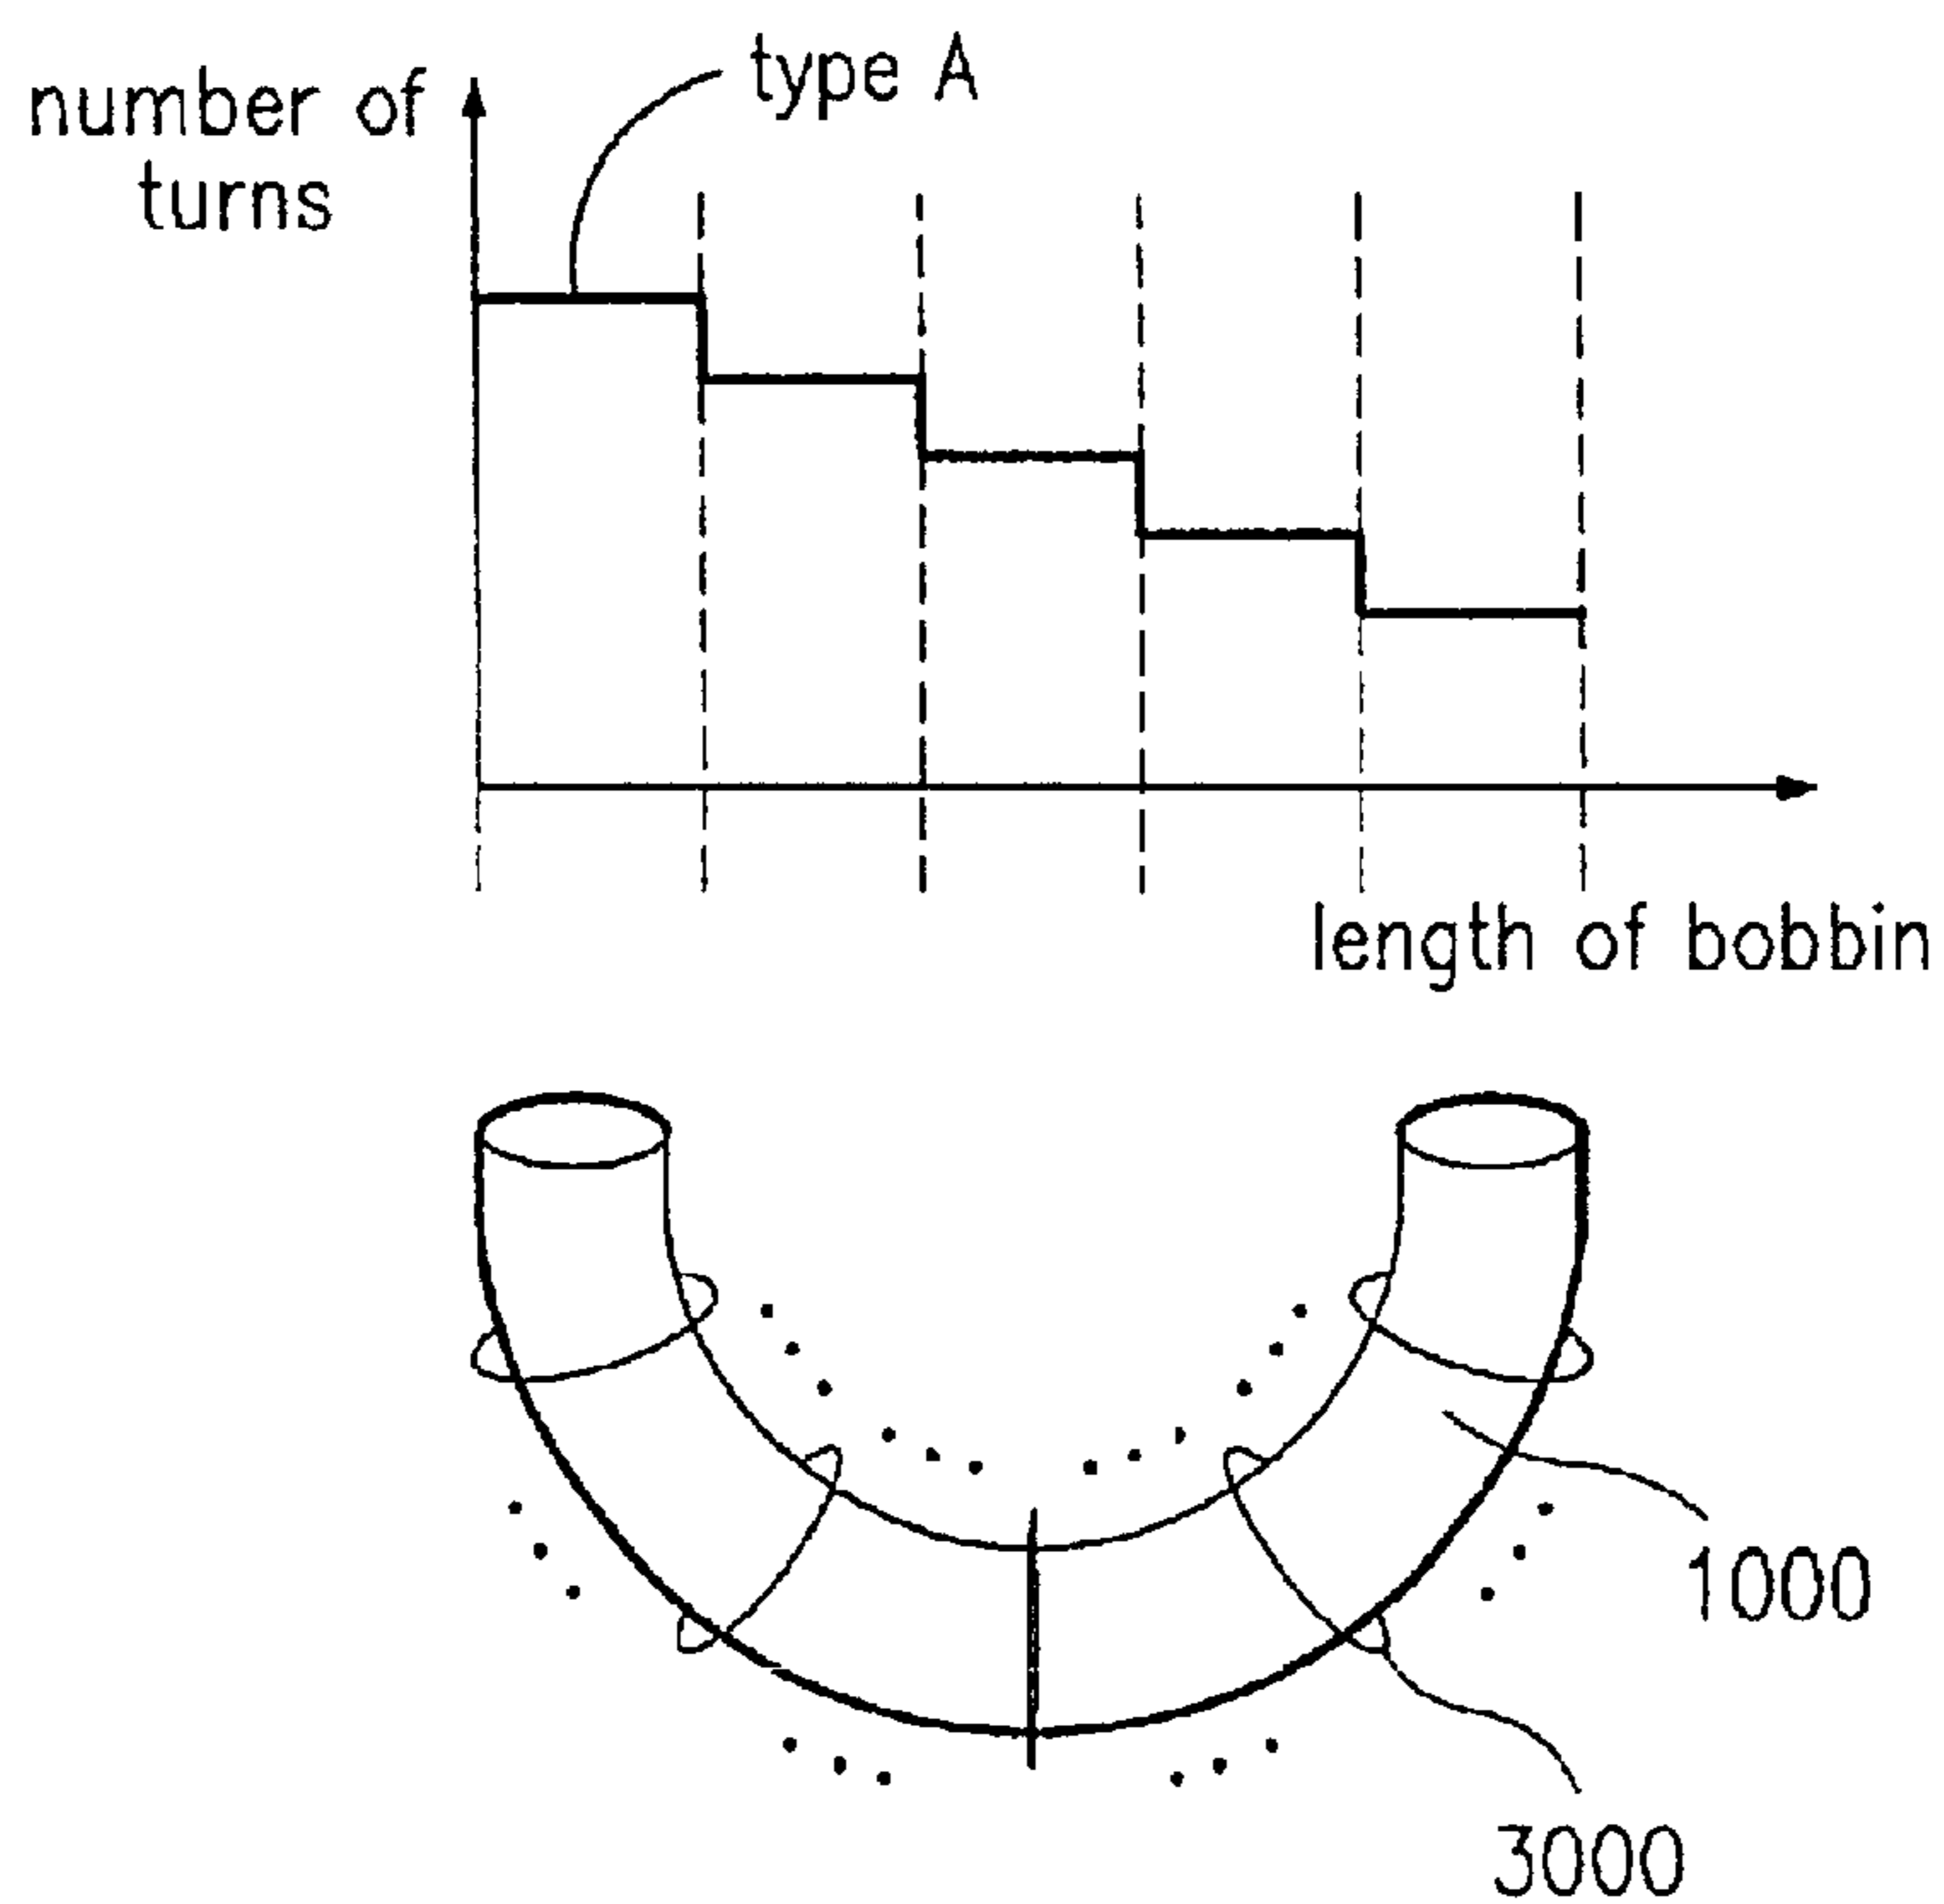 type A
number of
turns
length of bobbin
1000
3000